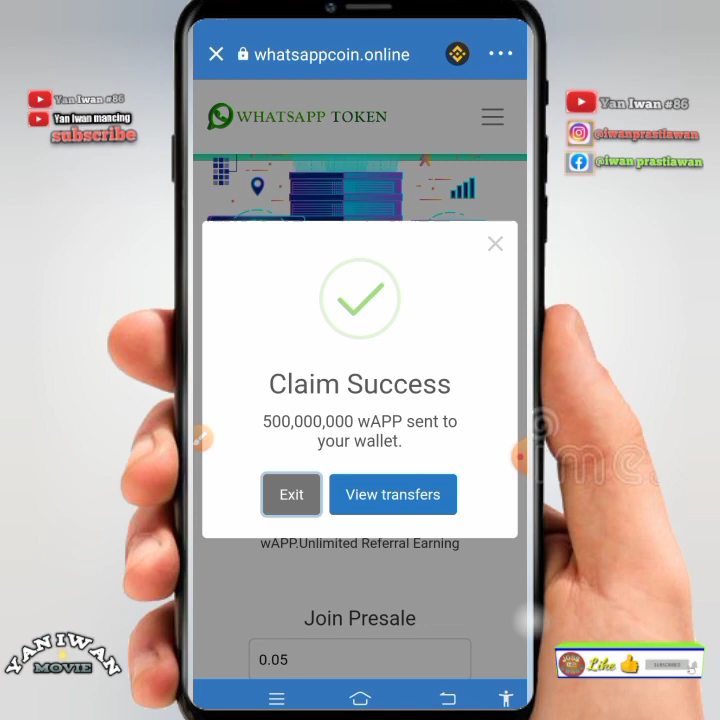 whatsappcoin.online
WHATSAPP TOKEN
Yan Iwan #86
Yan Iwan mancing
subscribe
Yan Iwan #86
@iwanprastiawan
@iwan prastiawan
Claim Success
500,000,000 wAPP sent to
your wallet.
Exit
View transfers
wAPP.Unlimited Referral Earning
Join Presale
0.05
YAN IWAN
MOVIE
Like
SUBSCRIBED